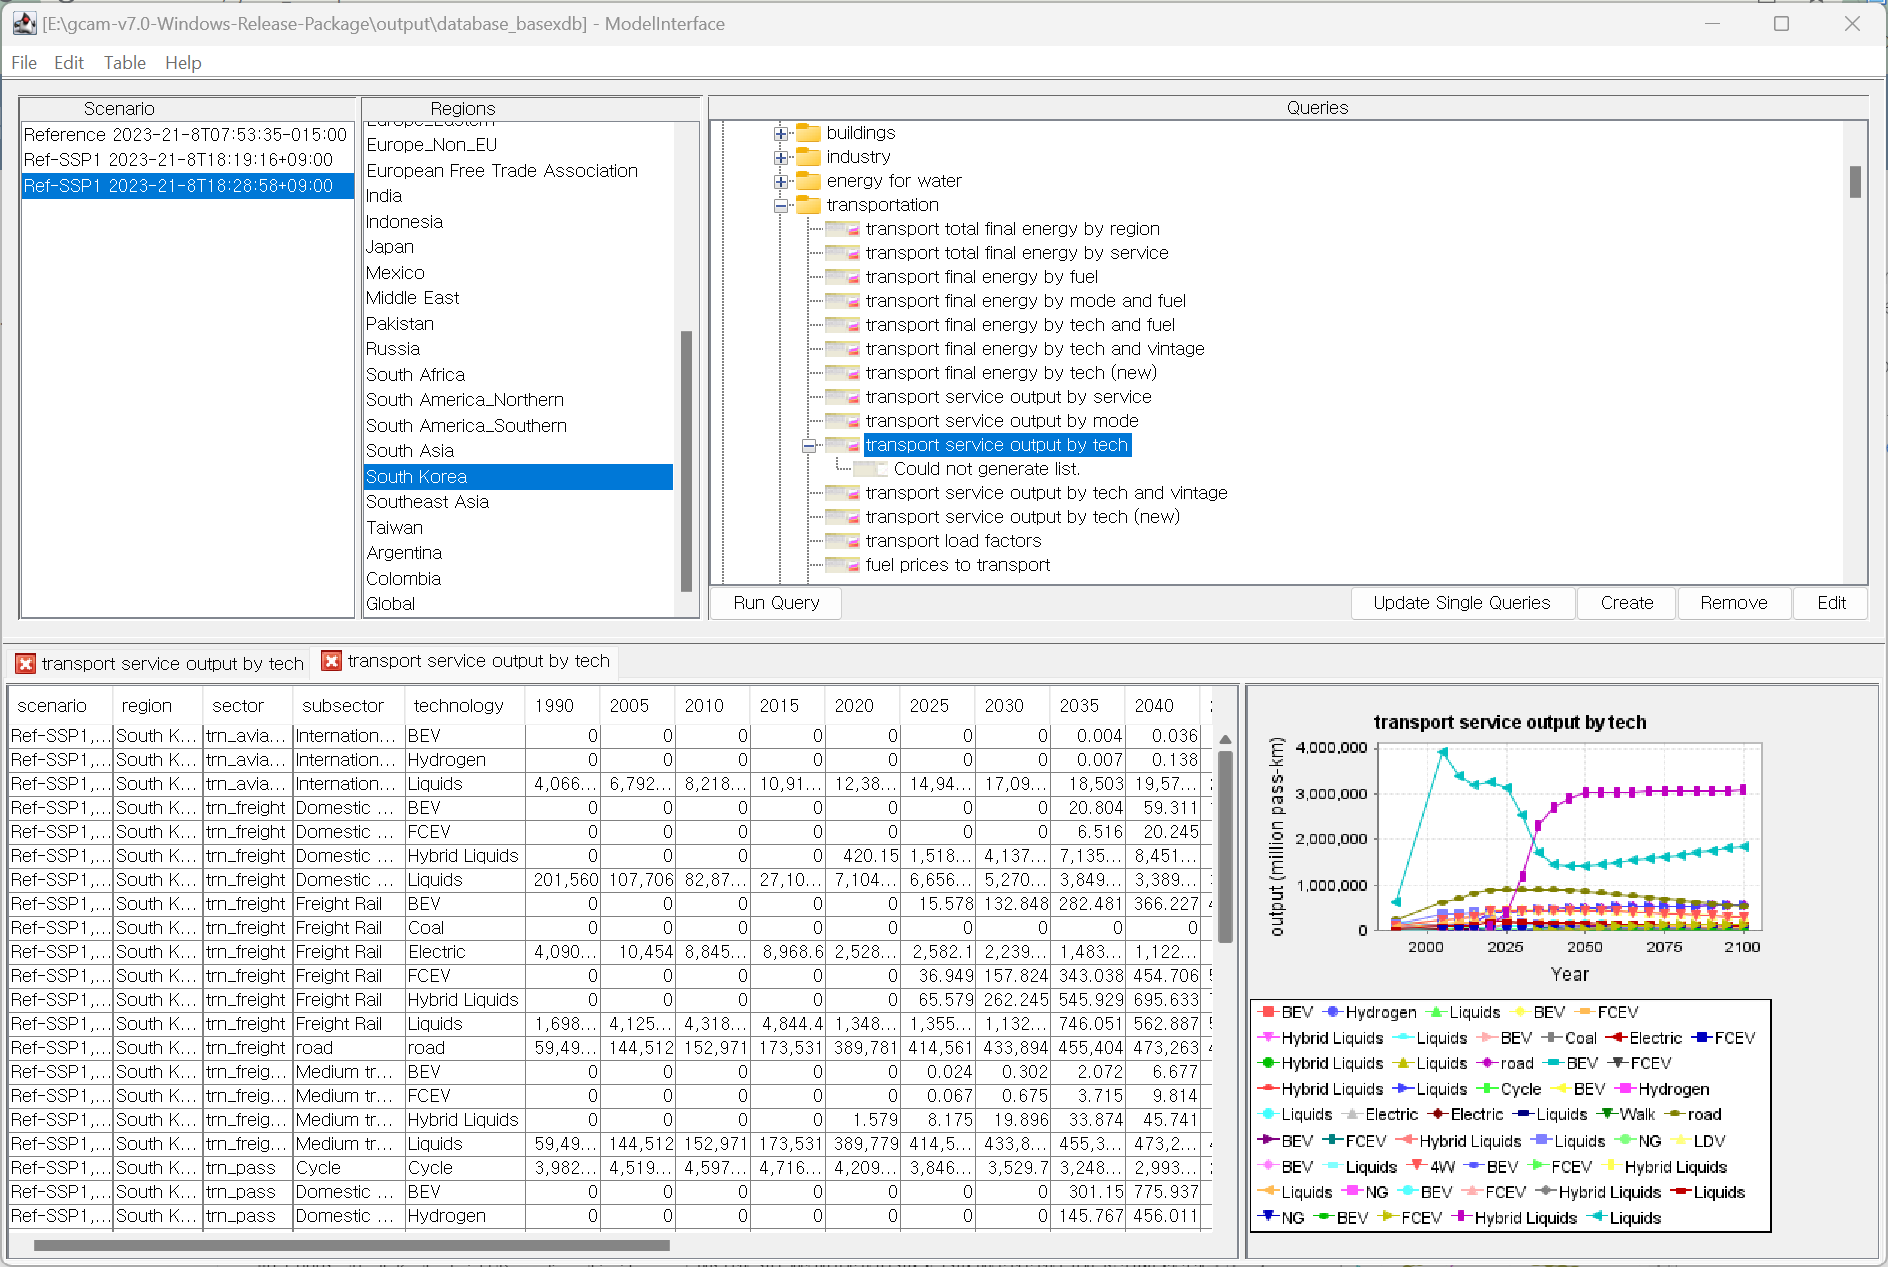 [E:\gcam-v7.0-Windows-Release-Package\output\database_basexdb] - ModelInterface
File Edit Table Help
Scenario
Reference 2023-21-8T07:53:35-015:00
Ref-SSP1 2023-21-8T18:19:16+09:00
Ref-SSP1 2023-21-8T18:28:58+09:00
Regions
Europe_Eastern
Europe_Non_EU
European Free Trade Association
India
Indonesia
Japan
Mexico
Middle East
Pakistan
Russia
South Africa
South America_Northern
South America_Southern
South Asia
South Korea
Southeast Asia
Taiwan
Argentina
Colombia
Global
Queries
buildings
industry
energy for water
transportation
transport total final energy by region
transport total final energy by service
transport final energy by fuel
transport final energy by mode and fuel
transport final energy by tech and fuel
transport final energy by tech and vintage
transport final energy by tech (new)
transport service output by service
transport service output by mode
transport service output by tech
Could not generate list.
transport service output by tech and vintage
transport service output by tech (new)
transport load factors
fuel prices to transport
Run Query Update Single Queries Create Remove Edit
transport service output by tech transport service output by tech
scenario region sector subsector technology 1990 2005 2010 2015 2020 2025 2030 2035 2040
Ref-SSP1,... South K... trn_avia... Internation... BEV 0 0 0 0 0 0 0 0.004 0.036
Ref-SSP1,... South K... trn_avia... Internation... Hydrogen 0 0 0 0 0 0 0 0.007 0.138
Ref-SSP1,... South K... trn_avia... Internation... Liquids 4,066... 6,792... 8,218... 10,91... 12,38... 14,94... 17,09... 18,503 19,57...
Ref-SSP1,... South K... trn_freight Domestic ... BEV 0 0 0 0 0 0 0 20.804 59.311
Ref-SSP1,... South K... trn_freight Domestic ... FCEV 0 0 0 0 0 0 0 6.516 20.245
Ref-SSP1,... South K... trn_freight Domestic ... Hybrid Liquids 0 0 0 0 420.15 1,518... 4,137... 7,135... 8,451...
Ref-SSP1,... South K... trn_freight Domestic ... Liquids 201,560 107,706 82,87... 27,10... 7,104... 6,656... 5,270... 3,849... 3,389...
Ref-SSP1,... South K... trn_freight Freight Rail BEV 0 0 0 0 0 15.578 132.848 282.481 366.227
Ref-SSP1,... South K... trn_freight Freight Rail Coal 0 0 0 0 0 0 0 0 0
Ref-SSP1,... South K... trn_freight Freight Rail Electric 4,090... 10,454 8,845... 8,968.6 2,528... 2,582.1 2,239... 1,483... 1,122...
Ref-SSP1,... South K... trn_freight Freight Rail FCEV 0 0 0 0 0 36.949 157.824 343.038 454.706
Ref-SSP1,... South K... trn_freight Freight Rail Hybrid Liquids 0 0 0 0 0 65.579 262.245 545.929 695.633
Ref-SSP1,... South K... trn_freight Freight Rail Liquids 1,698... 4,125... 4,318... 4,844.4 1,348... 1,355... 1,132... 746.051 562.887
Ref-SSP1,... South K... trn_freight road road 59,49... 144,512 152,971 173,531 389,781 414,561 433,894 455,404 473,263
Ref-SSP1,... South K... trn_freig... Medium tr... BEV 0 0 0 0 0 0.024 0.302 2.072 6.677
Ref-SSP1,... South K... trn_freig... Medium tr... FCEV 0 0 0 0 0 0.067 0.675 3.715 9.814
Ref-SSP1,... South K... trn_freig... Medium tr... Hybrid Liquids 0 0 0 0 1.579 8.175 19.896 33.874 45.741
Ref-SSP1,... South K... trn_freig... Medium tr... Liquids 59,49... 144,512 152,971 173,531 389,779 414,5... 433,8... 455,3... 473,2...
Ref-SSP1,... South K... trn_pass Cycle Cycle 3,982... 4,519... 4,597... 4,716... 4,209... 3,846... 3,529.7 3,248... 2,993...
Ref-SSP1,... South K... trn_pass Domestic ... BEV 0 0 0 0 0 0 0 301.15 775.937
Ref-SSP1,... South K... trn_pass Domestic ... Hydrogen 0 0 0 0 0 0 0 145.767 456.011
transport service output by tech
output (million pass-km)
4,000,000
3,000,000
2,000,000
1,000,000
0
2000 2025 2050 2075 2100
Year
BEV Hydrogen Liquids BEV FCEV
Hybrid Liquids Liquids BEV Coal Electric FCEV
Hybrid Liquids Liquids road BEV FCEV
Hybrid Liquids Liquids Cycle BEV Hydrogen
Liquids Electric Electric Liquids Walk road
BEV FCEV Hybrid Liquids Liquids NG LDV
BEV Liquids 4W BEV FCEV Hybrid Liquids
Liquids NG BEV FCEV Hybrid Liquids Liquids
NG BEV FCEV Hybrid Liquids Liquids